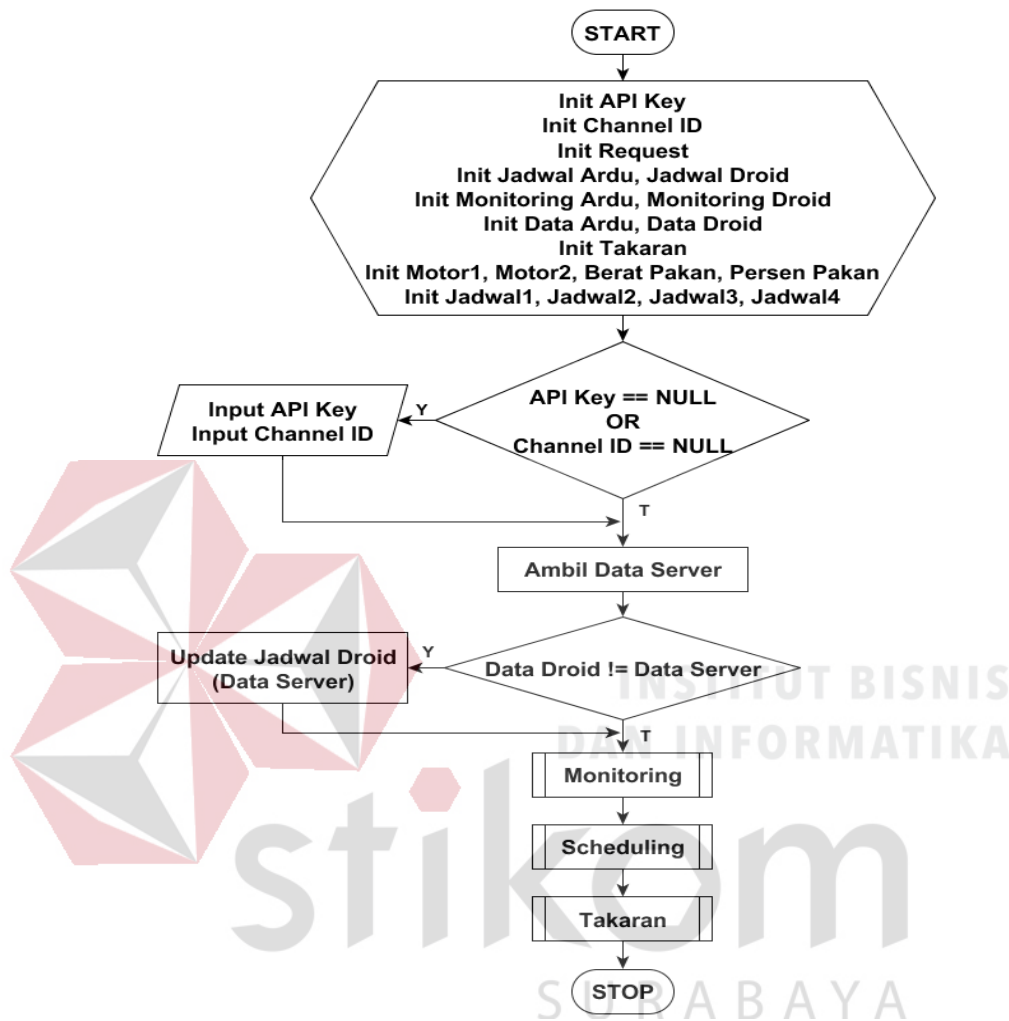 START
Init API Key
Init Channel ID
Init Request
Init Jadwal Ardu, Jadwal Droid
Init Monitoring Ardu, Monitoring Droid
Init Data Ardu, Data Droid
Init Takaran
Init Motor1, Motor2, Berat Pakan, Persen Pakan
Init Jadwal1, Jadwal2, Jadwal3, Jadwal4
API Key == NULL
OR
Channel ID == NULL
Y
Input API Key
Input Channel ID
T
Ambil Data Server
Data Droid != Data Server
Y
Update Jadwal Droid
(Data Server)
T
Monitoring
Scheduling
Takaran
STOP
INSTITUT BISNIS
DAN INFORMATIKA
stikom
SURABAYA